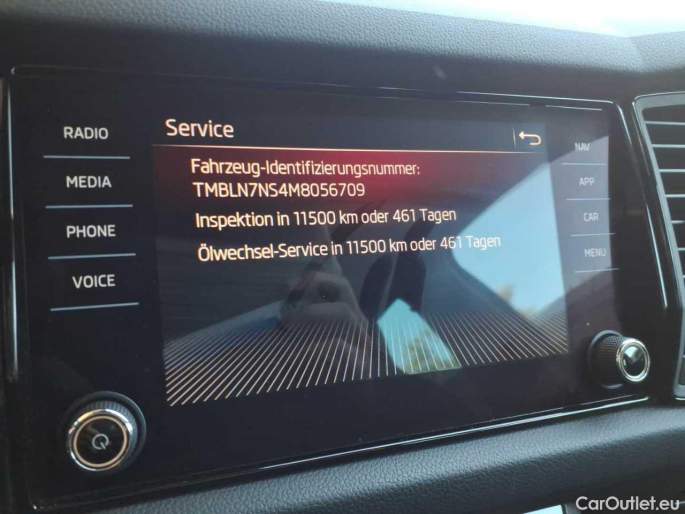 RADIO
MEDIA
PHONE
VOICE
Service
Fahrzeug-Identifizierungsnummer:
TMBLN7NS4M8056709
Inspektion in 11500 km oder 461 Tagen
Ölwechsel-Service in 11500 km oder 461 Tagen
NAV
APP
CAR
MENU
CarOutlet.eu